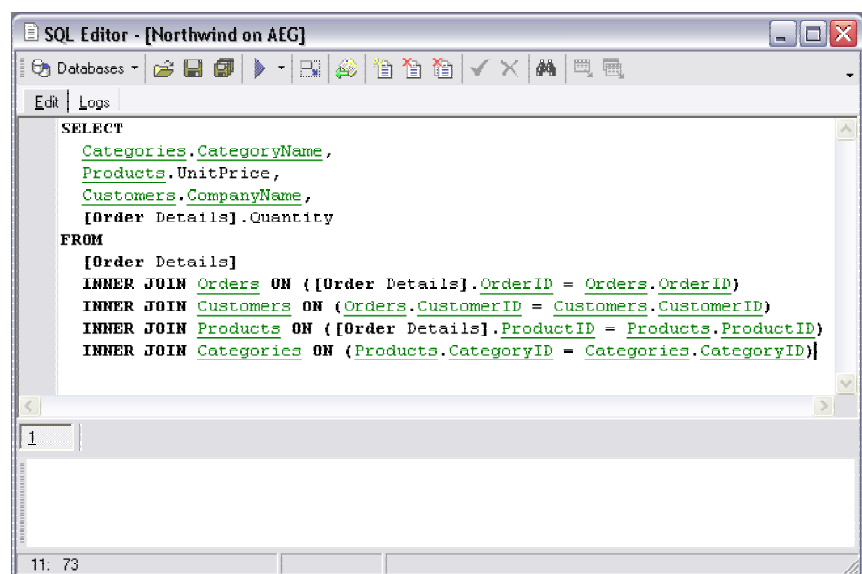 SQL Editor - [Northwind on AEG]
Databases
Edit Logs
SELECT
Categories.CategoryName,
Products.UnitPrice,
Customers.CompanyName,
[Order Details].Quantity
FROM
[Order Details]
INNER JOIN Orders ON ([Order Details].OrderID = Orders.OrderID)
INNER JOIN Customers ON (Orders.CustomerID = Customers.CustomerID)
INNER JOIN Products ON ([Order Details].ProductID = Products.ProductID)
INNER JOIN Categories ON (Products.CategoryID = Categories.CategoryID)
1
11: 73